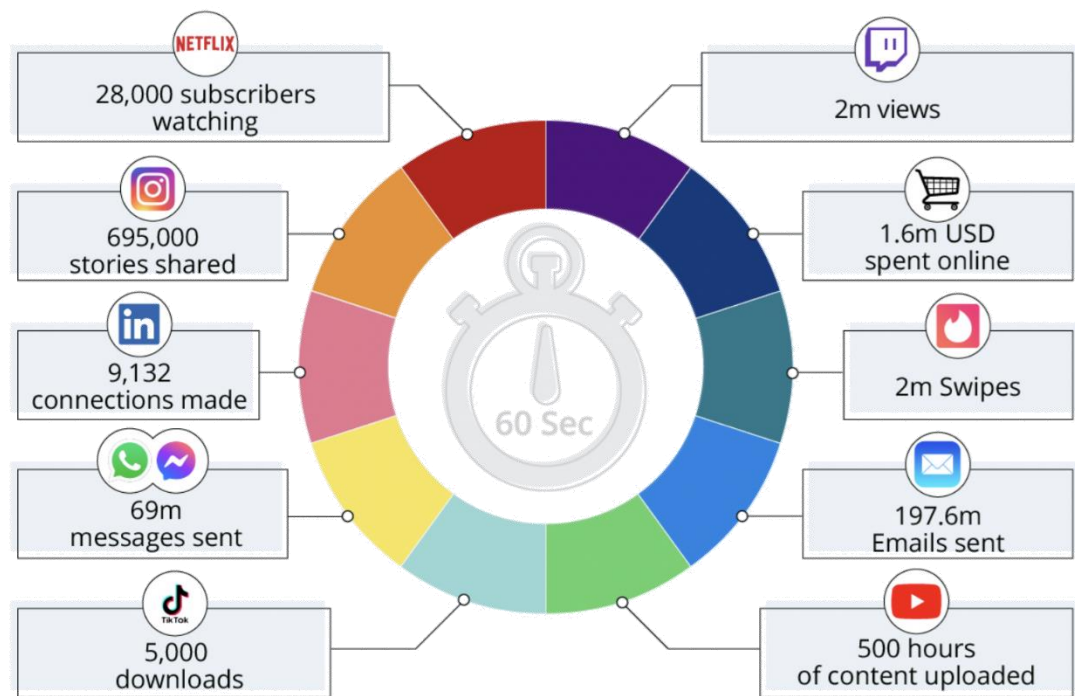 NETFLIX
28,000 subscribers
watching
2m views
695,000
stories shared
1.6m USD
spent online
in
9,132
connections made
60 Sec
2m Swipes
69m
messages sent
197.6m
Emails sent
TikTok
5,000
downloads
500 hours
of content uploaded